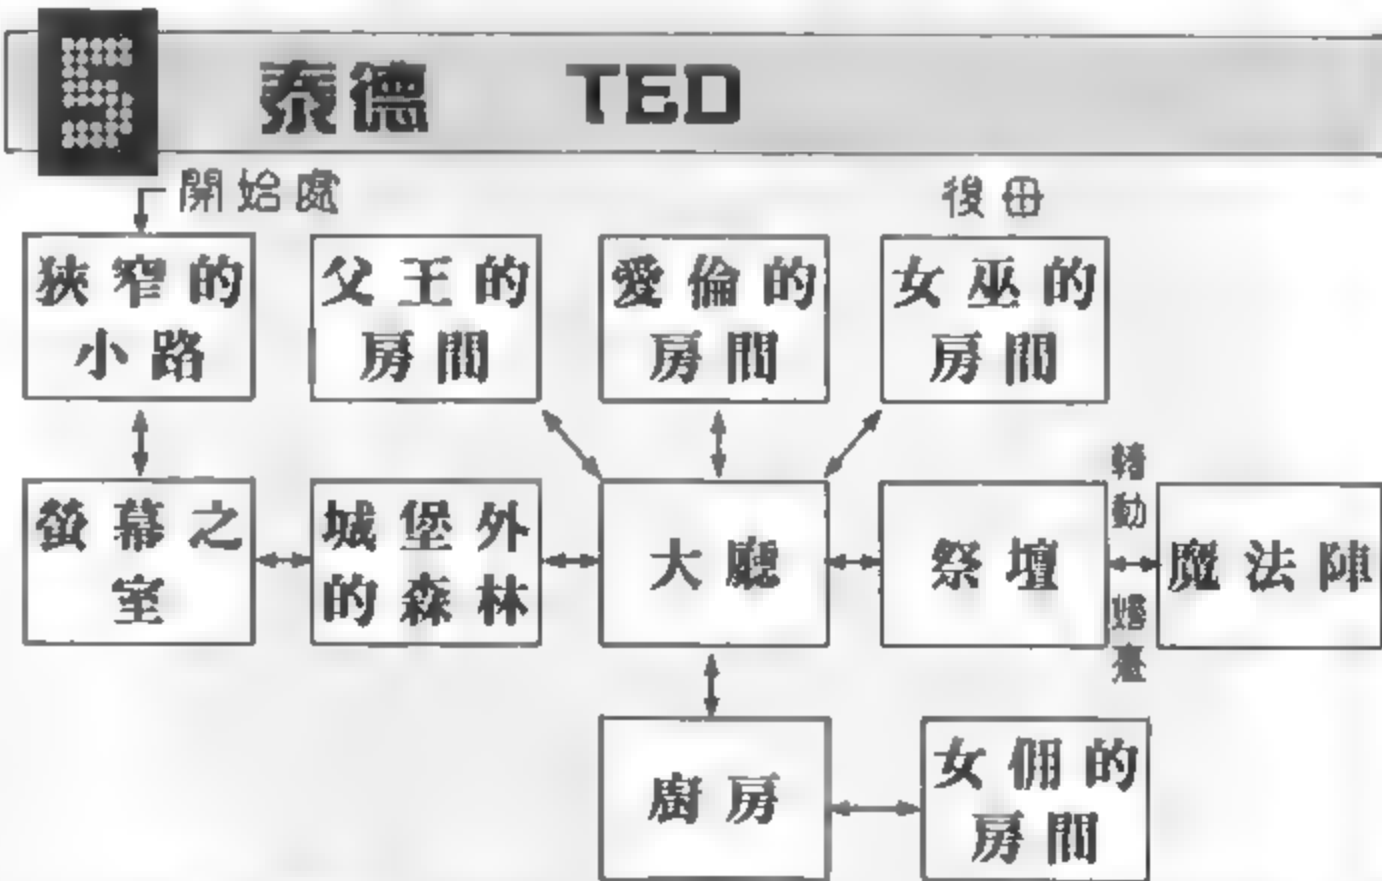 5 泰德 TED
開始處
後母
狹窄的
小路
父王的
房間
愛倫的
房間
女巫的
房間
螢幕之
室
城堡外
的森林
大廳
祭壇
轉動
燭臺
魔法陣
廚房
女佣的
房間